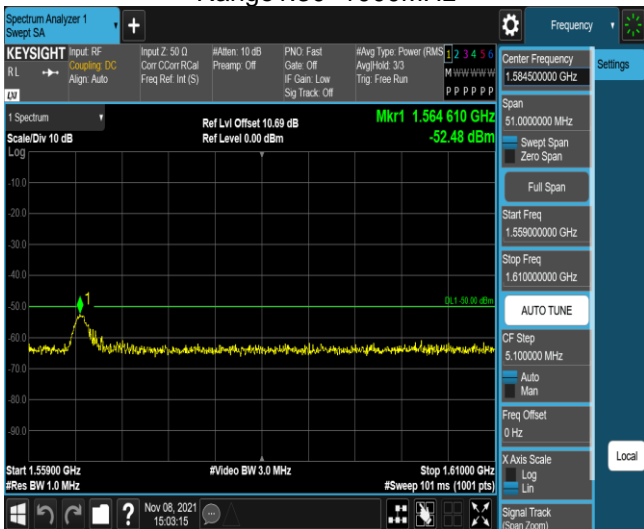 Spectrum Analyzer 1
Swept SA
Frequency
KEYSIGHT
RL
LXI
Input: RF
Coupling: DC
Align: Auto
Input Z: 50 Ω
Corr CCorr RCal
Freq Ref: Int (S)
#Atten: 10 dB
Preamp: Off
PNO: Fast
Gate: Off
IF Gain: Low
Sig Track: Off
#Avg Type: Power (RMS
Avg|Hold: 3/3
Trig: Free Run
1 2 3 4 5 6
M W W W W W
P P P P P P
1 Spectrum
Scale/Div 10 dB
Log
Ref Lvl Offset 10.69 dB
Ref Level 0.00 dBm
Mkr1 1.564 610 GHz
-52.48 dBm
-10.0
-20.0
-30.0
-40.0
-50.0
-60.0
-70.0
-80.0
-90.0
1
DL1 -50.00 dBm
Start 1.55900 GHz
#Res BW 1.0 MHz
#Video BW 3.0 MHz
Stop 1.61000 GHz
#Sweep 101 ms (1001 pts)
Nov 08, 2021
15:03:15
?
Center Frequency
1.584500000 GHz
Span
51.0000000 MHz
Swept Span
Zero Span
Full Span
Start Freq
1.559000000 GHz
Stop Freq
1.610000000 GHz
AUTO TUNE
CF Step
5.100000 MHz
Auto
Man
Freq Offset
0 Hz
X Axis Scale
Log
Lin
Signal Track
(Span Zoom)
Settings
Local